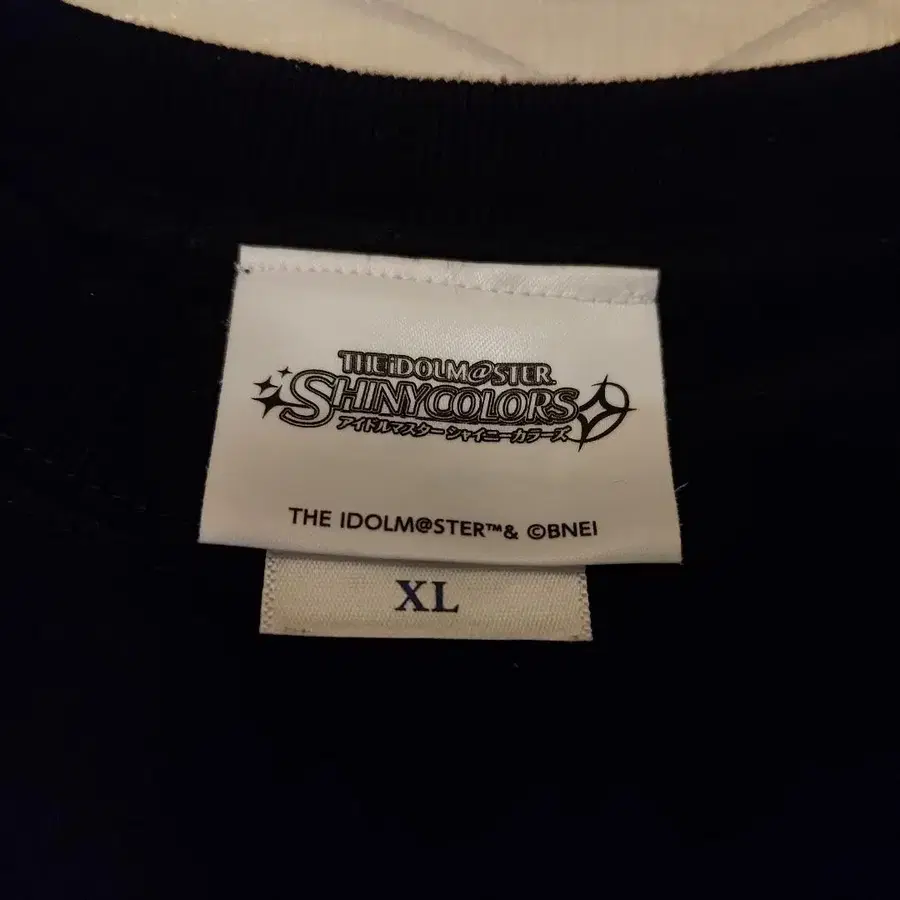 THE iDOLM@STER
SHINYCOLORS
アイドルマスター シャイニーカラーズ
THE IDOLM@STER™& ©BNEI
XL